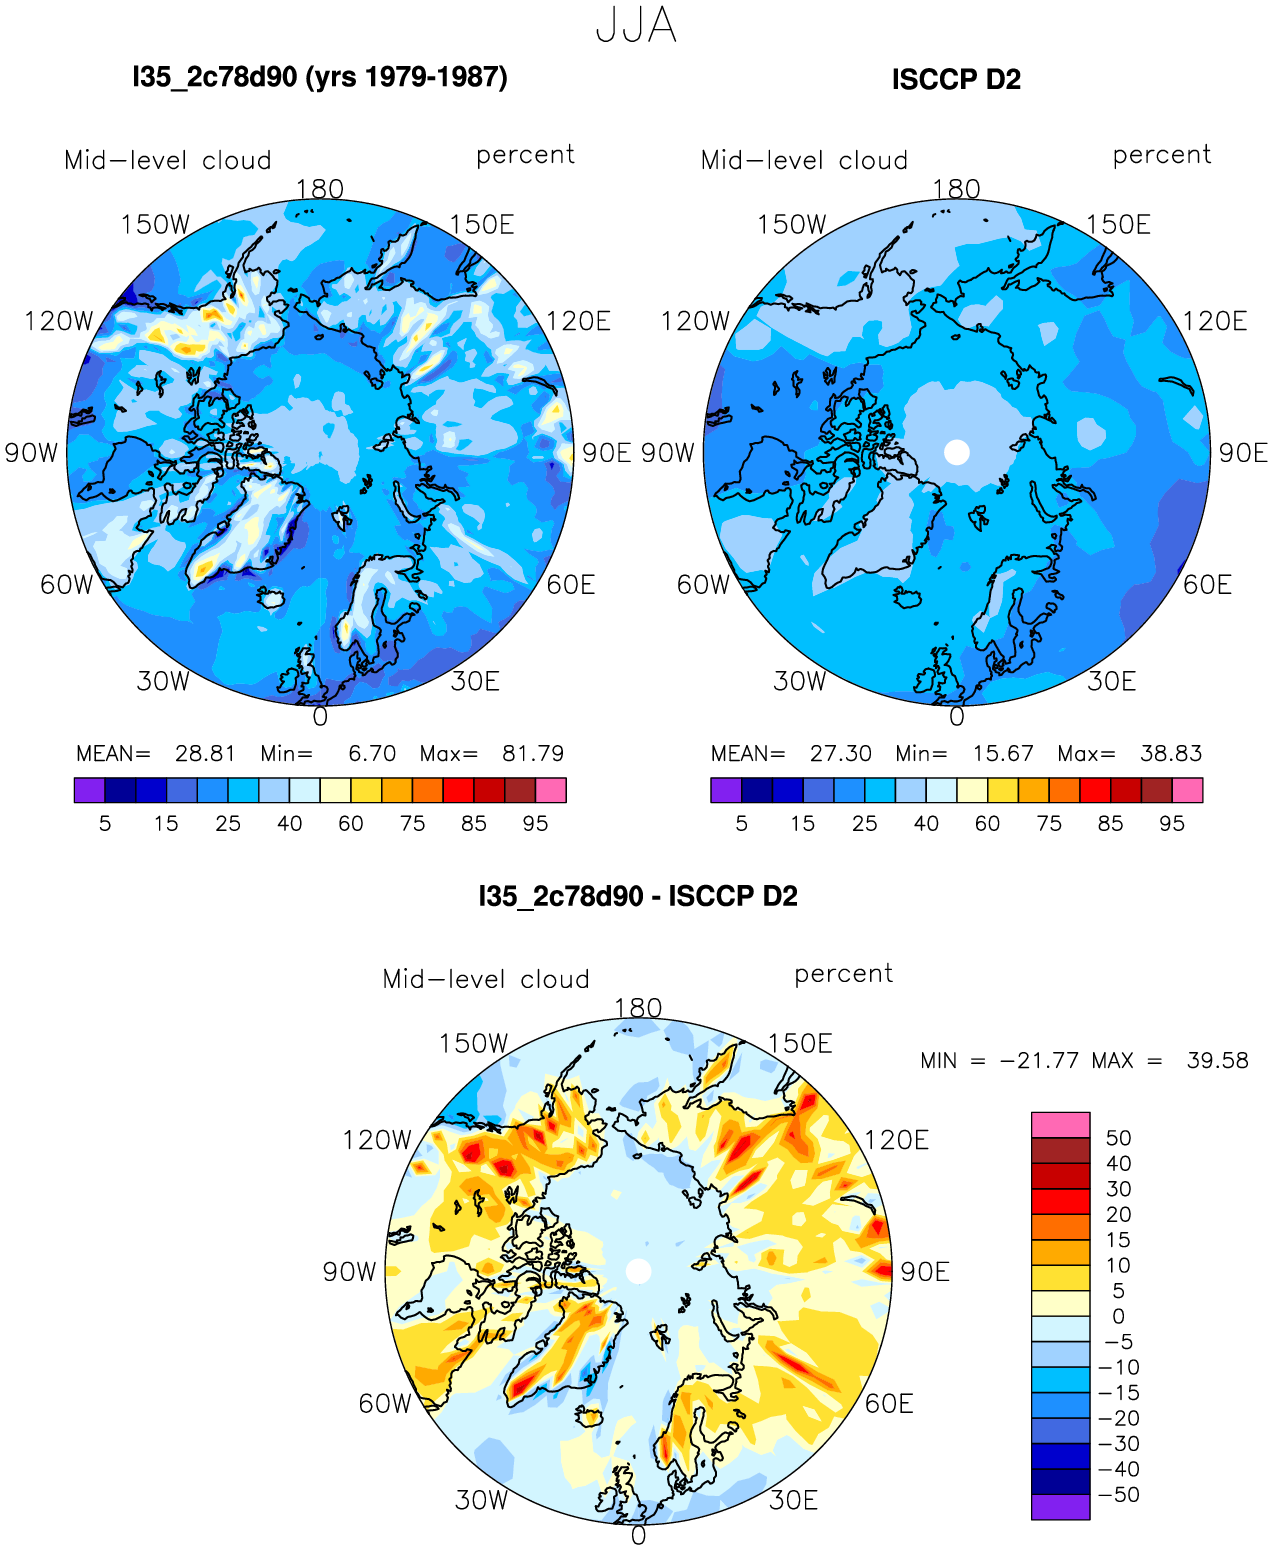 JJA
I35_2c78d90 (yrs 1979-1987)
ISCCP D2
Mid-level cloud percent
Mid-level cloud percent
180
180
150W 150E
150W 150E
120W 120E
120W 120E
90W 90E
90W 90E
60W 60E
60W 60E
30W 30E
30W 30E
0
0
MEAN= 28.81 Min= 6.70 Max= 81.79
MEAN= 27.30 Min= 15.67 Max= 38.83
5 15 25 40 60 75 85 95
5 15 25 40 60 75 85 95
I35_2c78d90 - ISCCP D2
Mid-level cloud percent
180
150W 150E
MIN = -21.77 MAX = 39.58
120W 120E
90W 90E
60W 60E
30W 30E
0
50
40
30
20
15
10
5
0
-5
-10
-15
-20
-30
-40
-50